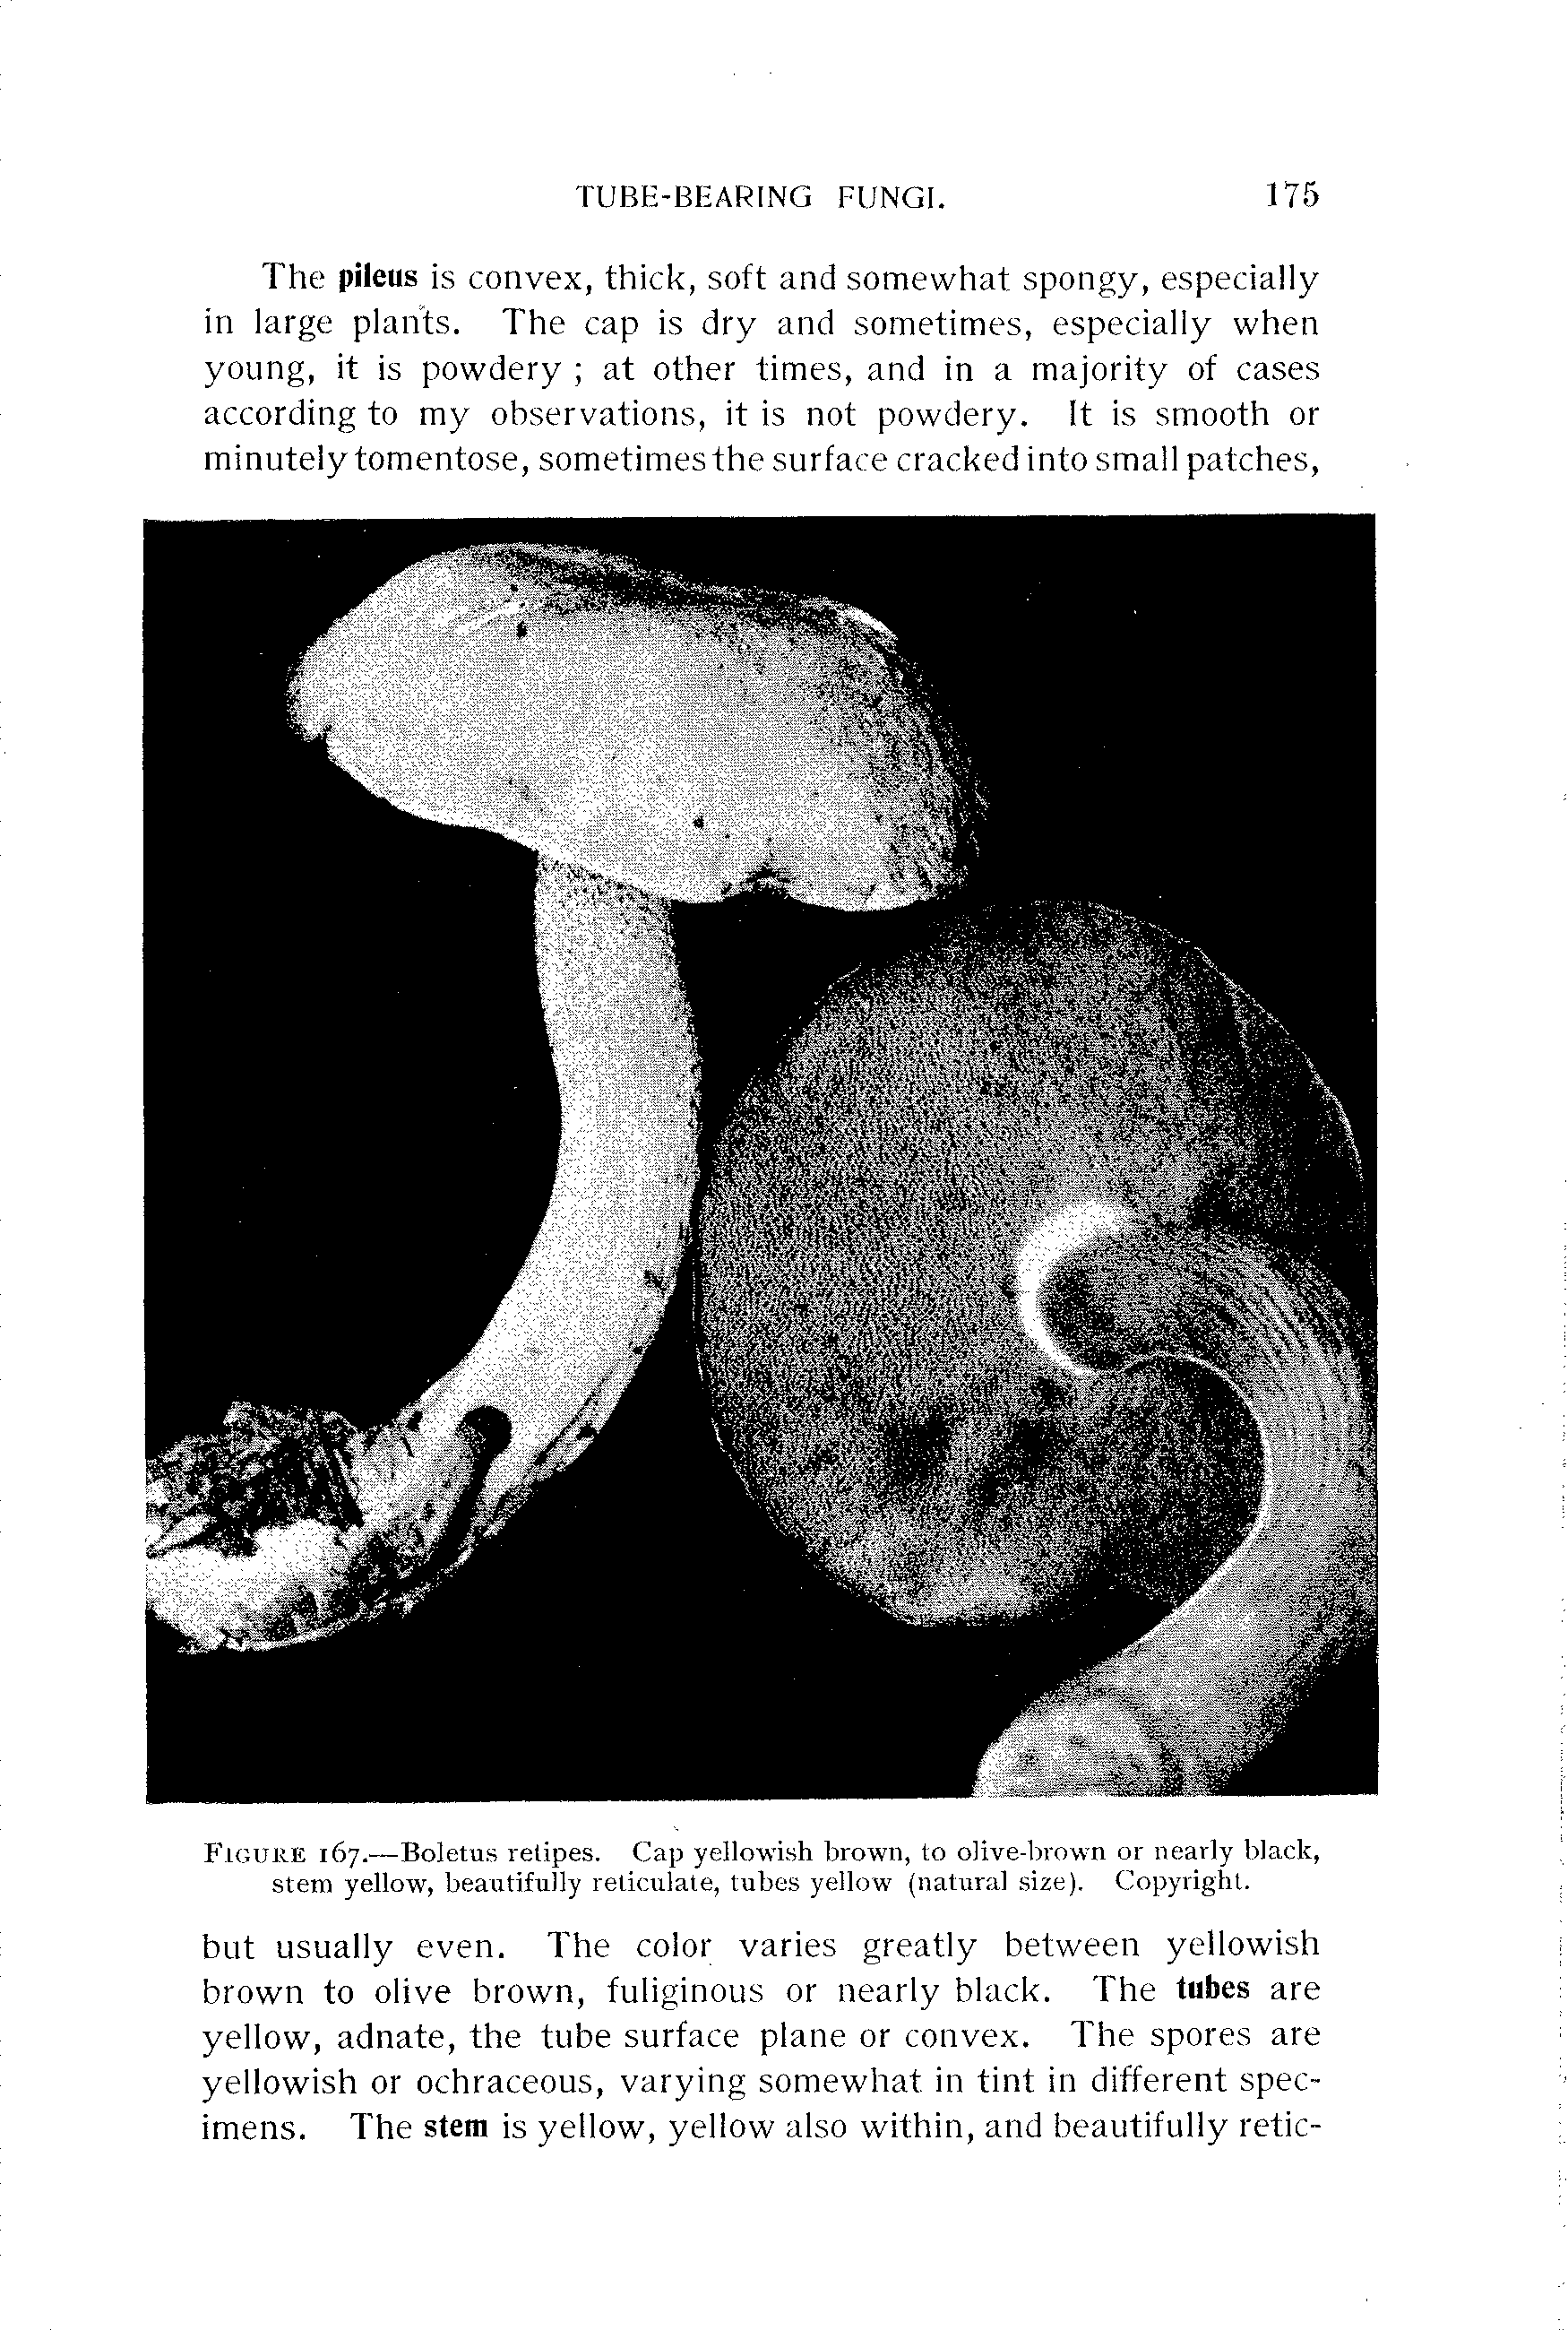 TUBE-BEARING FUNGI. 175
The pileus is convex, thick, soft and somewhat spongy, especially
in large plants. The cap is dry and sometimes, especially when
young, it is powdery ; at other times, and in a majority of cases
according to my observations, it is not powdery. It is smooth or
minutely tomentose, sometimes the surface cracked into small patches,
FIGURE 167.—Boletus retipes. Cap yellowish brown, to olive-brown or nearly black,
stem yellow, beautifully reticulate, tubes yellow (natural size). Copyright.
but usually even. The color varies greatly between yellowish
brown to olive brown, fuliginous or nearly black. The tubes are
yellow, adnate, the tube surface plane or convex. The spores are
yellowish or ochraceous, varying somewhat in tint in different spec-
imens. The stem is yellow, yellow also within, and beautifully retic-